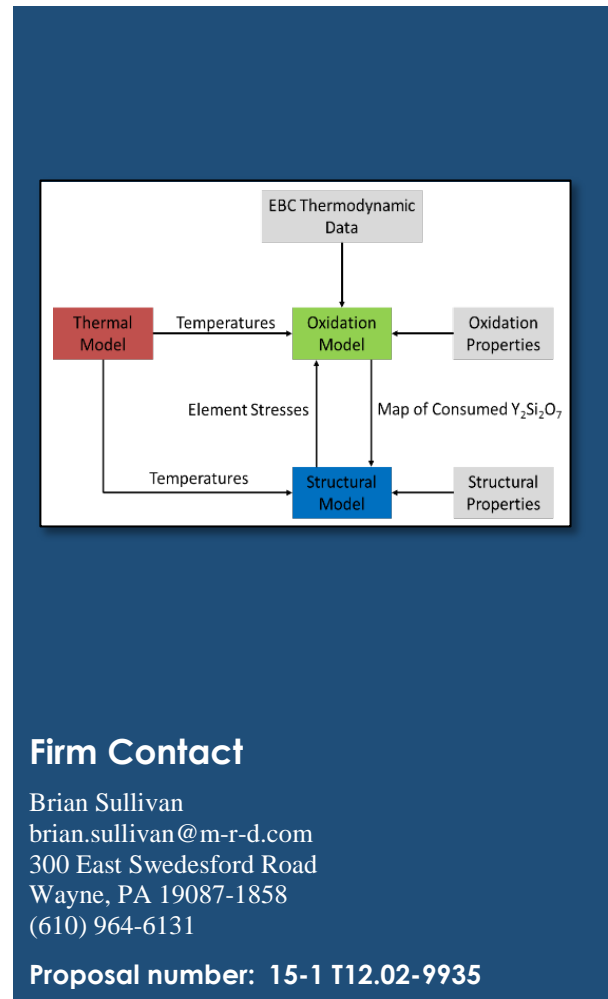 EBC Thermodynamic
Data
Thermal
Model
Temperatures
Oxidation
Model
Oxidation
Properties
Element Stresses
Map of Consumed Y₂Si₂O₇
Temperatures
Structural
Model
Structural
Properties
Firm Contact
Brian Sullivan
brian.sullivan@m-r-d.com
300 East Swedesford Road
Wayne, PA 19087-1858
(610) 964-6131
Proposal number: 15-1 T12.02-9935